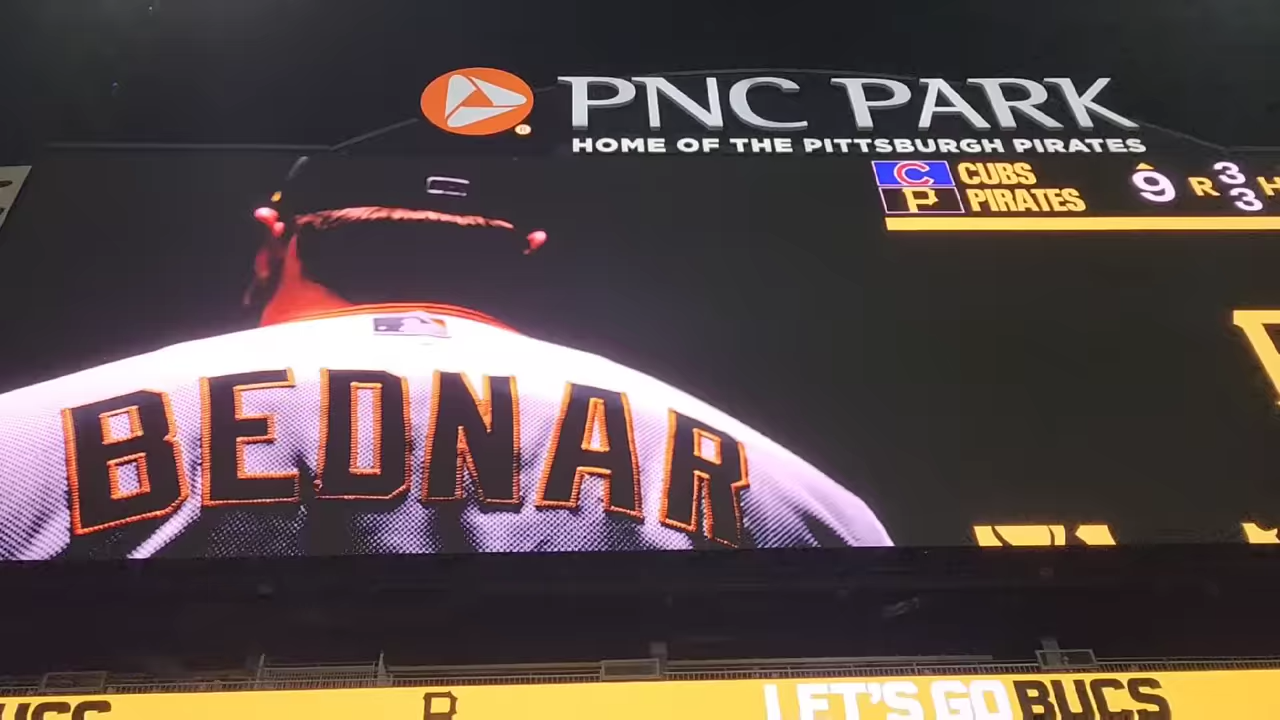 PNC PARK
HOME OF THE PITTSBURGH PIRATES
C CUBS 9 R 3 H
P PIRATES 3
BEDNAR
P LET'S GO BUCS